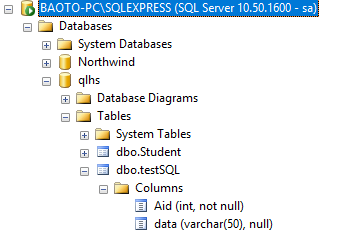 BAOTO-PC\SQLEXPRESS (SQL Server 10.50.1600 - sa)
Databases
System Databases
Northwind
qlhs
Database Diagrams
Tables
System Tables
dbo.Student
dbo.testSQL
Columns
Aid (int, not null)
data (varchar(50), null)